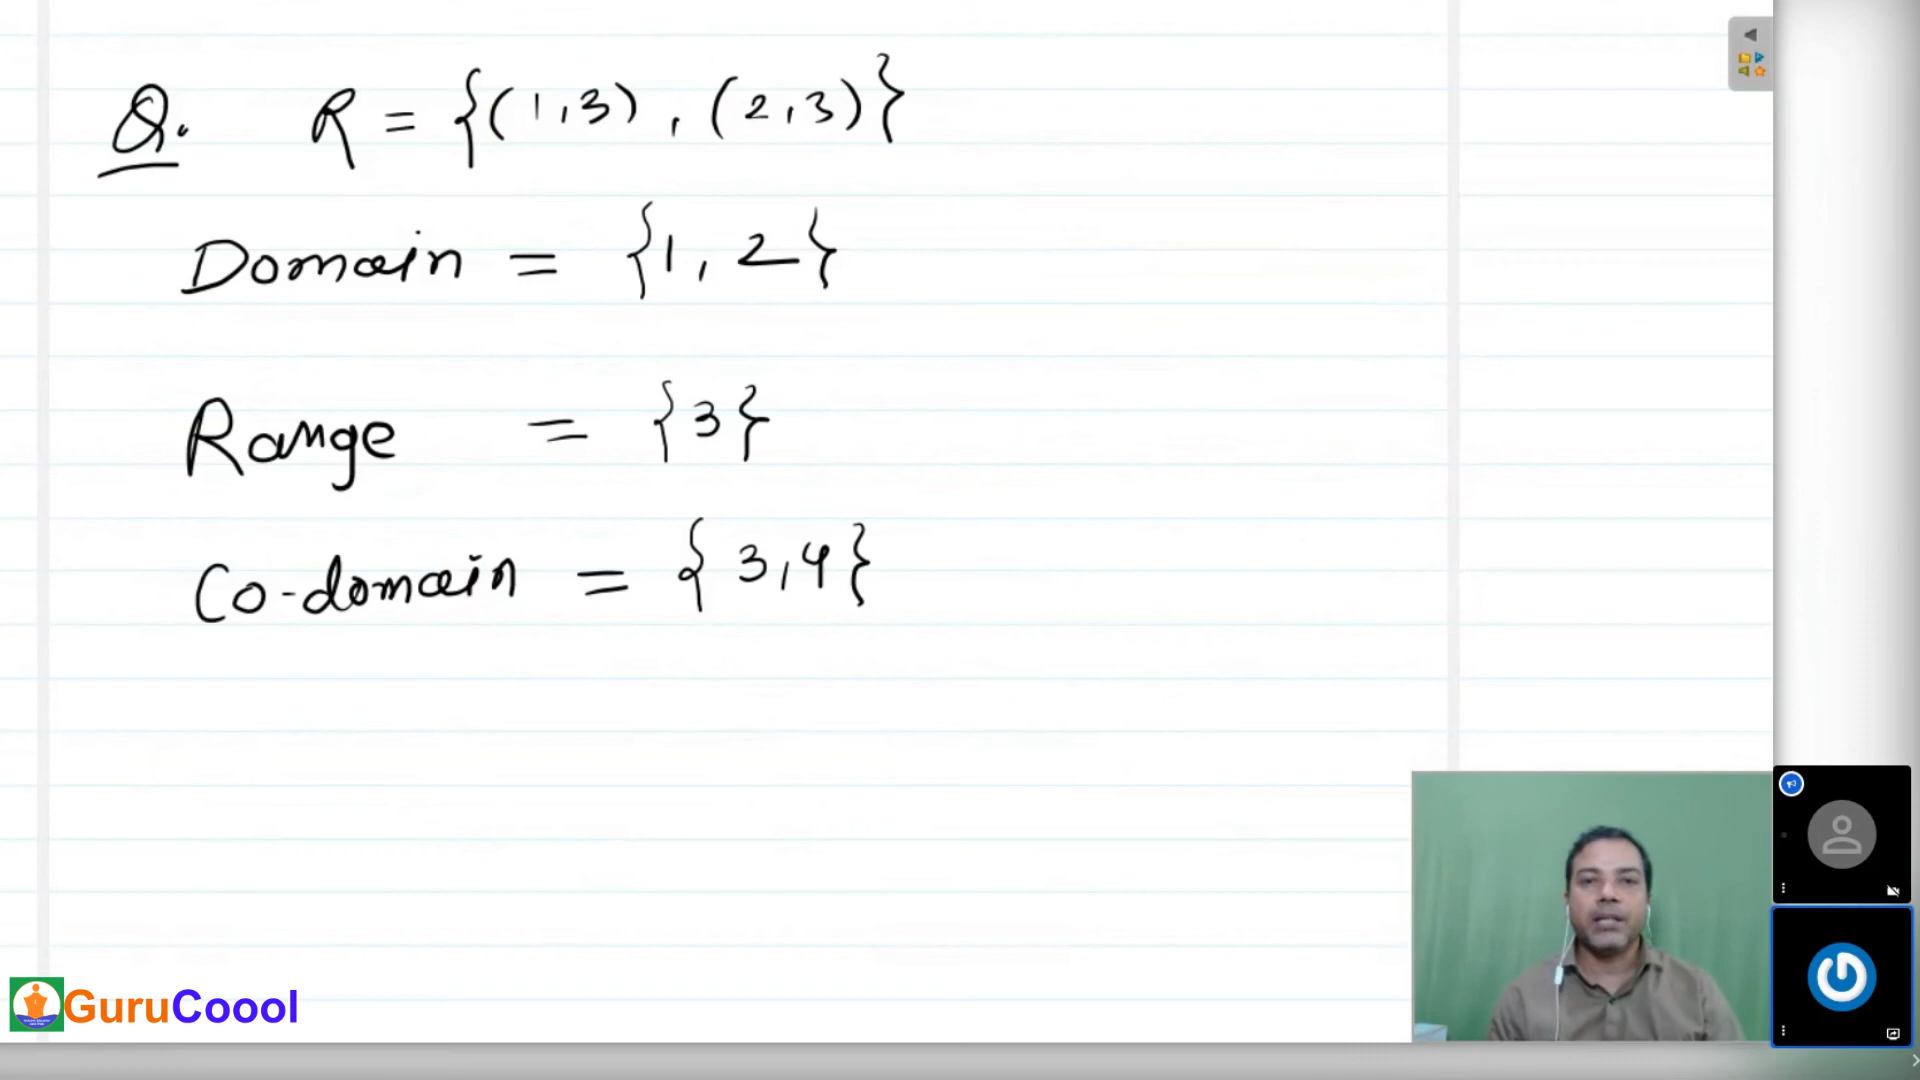 Q. R = {(1,3), (2,3)}
Domain = {1, 2}
Range = {3}
Co-domain = {3,4}
GuruCoool